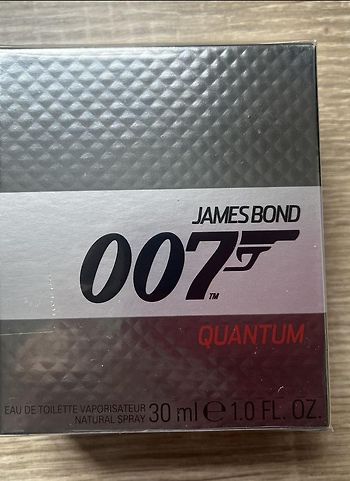 JAMES BOND
007
TM
QUANTUM
EAU DE TOILETTE VAPORISATEUR
NATURAL SPRAY 30 ml ℮ 1.0 FL. OZ.